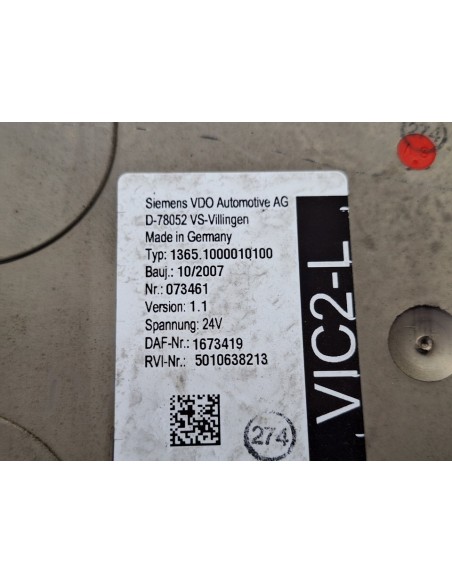 274
Siemens VDO Automotive AG
D-78052 VS-Villingen
Made in Germany
Typ: 1365.1000010100
Bauj.: 10/2007
Nr.: 073461
Version: 1.1
Spannung: 24V
DAF-Nr.: 1673419
RVI-Nr.: 5010638213
274
VIC2-L